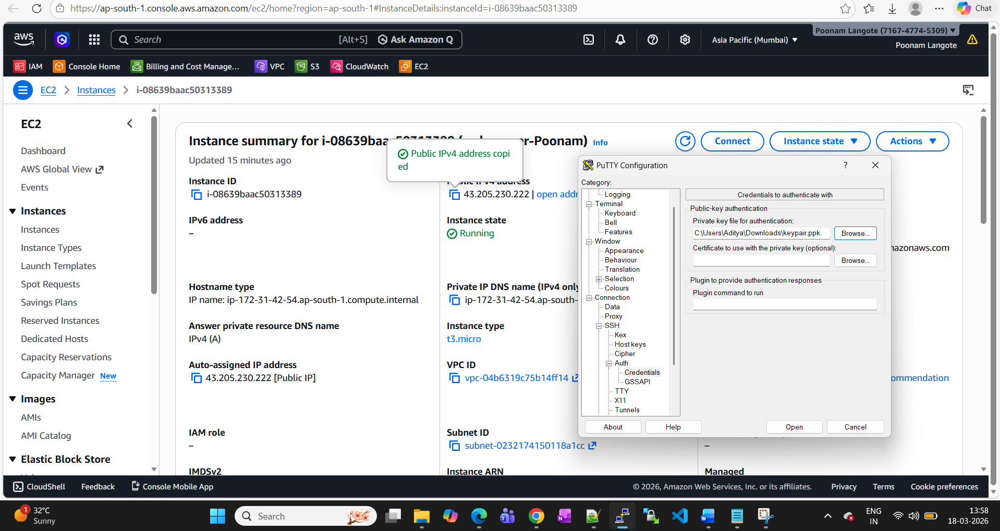 https://ap-south-1.console.aws.amazon.com/ec2/home?region=ap-south-1#InstanceDetails:instanceId=i-08639baac50313389
Chat
aws
Search
[Alt+S]
Ask Amazon Q
Asia Pacific (Mumbai)
Poonam Langote (7167-4774-5309)
Poonam Langote
IAM
Console Home
Billing and Cost Manage...
VPC
S3
CloudWatch
EC2
EC2
Instances
i-08639baac50313389
EC2
Dashboard
AWS Global View
Events
Instances
Instances
Instance Types
Launch Templates
Spot Requests
Savings Plans
Reserved Instances
Dedicated Hosts
Capacity Reservations
Capacity Manager New
Images
AMIs
AMI Catalog
Elastic Block Store
Instance summary for i-08639baa
r-Poonam) Info
Updated 15 minutes ago
Connect
Instance state
Actions
Public IPv4 address copi
ed
Instance ID
i-08639baac50313389
43.205.230.222 | open addr
IPv6 address
–
Instance state
Running
mazonaws.com
Hostname type
IP name: ip-172-31-42-54.ap-south-1.compute.internal
Private IP DNS name (IPv4 only
ip-172-31-42-54.ap-south-
Answer private resource DNS name
IPv4 (A)
Instance type
t3.micro
Auto-assigned IP address
43.205.230.222 [Public IP]
VPC ID
vpc-04b6319c75b14ff14
ommendation
IAM role
–
Subnet ID
subnet-0232174150118a1cc
–
IMDSv2
Instance ARN
Managed
PuTTY Configuration
?
Category:
Logging
Terminal
Keyboard
Bell
Features
Window
Appearance
Behaviour
Translation
Selection
Colours
Connection
Data
Proxy
SSH
Kex
Host keys
Cipher
Auth
Credentials
GSSAPI
TTY
X11
Tunnels
Credentials to authenticate with
Public-key authentication
Private key file for authentication:
C:\Users\Aditya\Downloads\keypair.ppk
Browse...
Certificate to use with the private key (optional):
Browse...
Plugin to provide authentication responses
Plugin command to run
About
Help
Open
Cancel
CloudShell
Feedback
Console Mobile App
© 2026, Amazon Web Services, Inc. or its affiliates.
Privacy
Terms
Cookie preferences
1
32°C
Sunny
Search
ENG
IN
13:58
18-03-2026